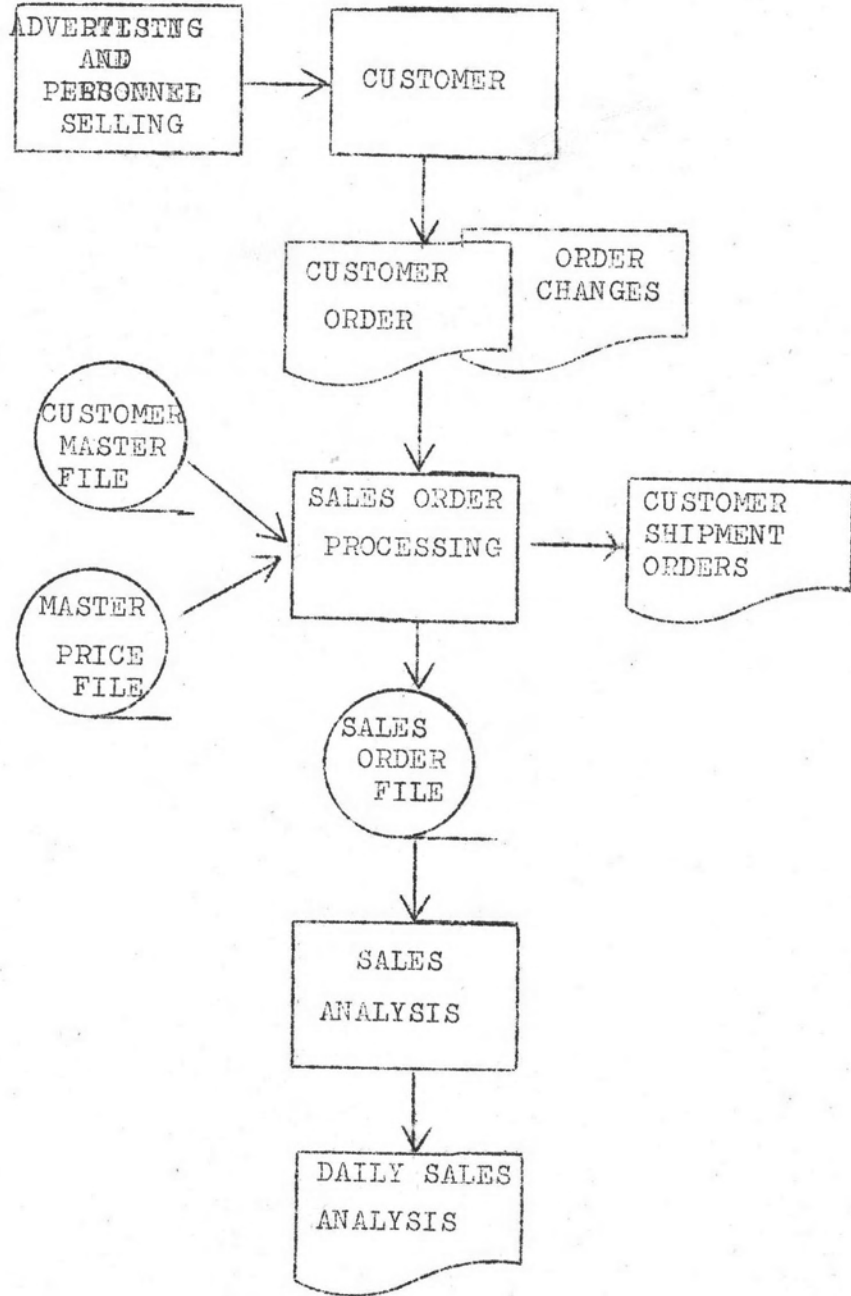 ADVERTISING
AND
PERSONNEL
SELLING
CUSTOMER
CUSTOMER
ORDER
ORDER
CHANGES
CUSTOMER
MASTER
FILE
SALES ORDER
PROCESSING
CUSTOMER
SHIPMENT
ORDERS
MASTER
PRICE
FILE
SALES
ORDER
FILE
SALES
ANALYSIS
DAILY SALES
ANALYSIS